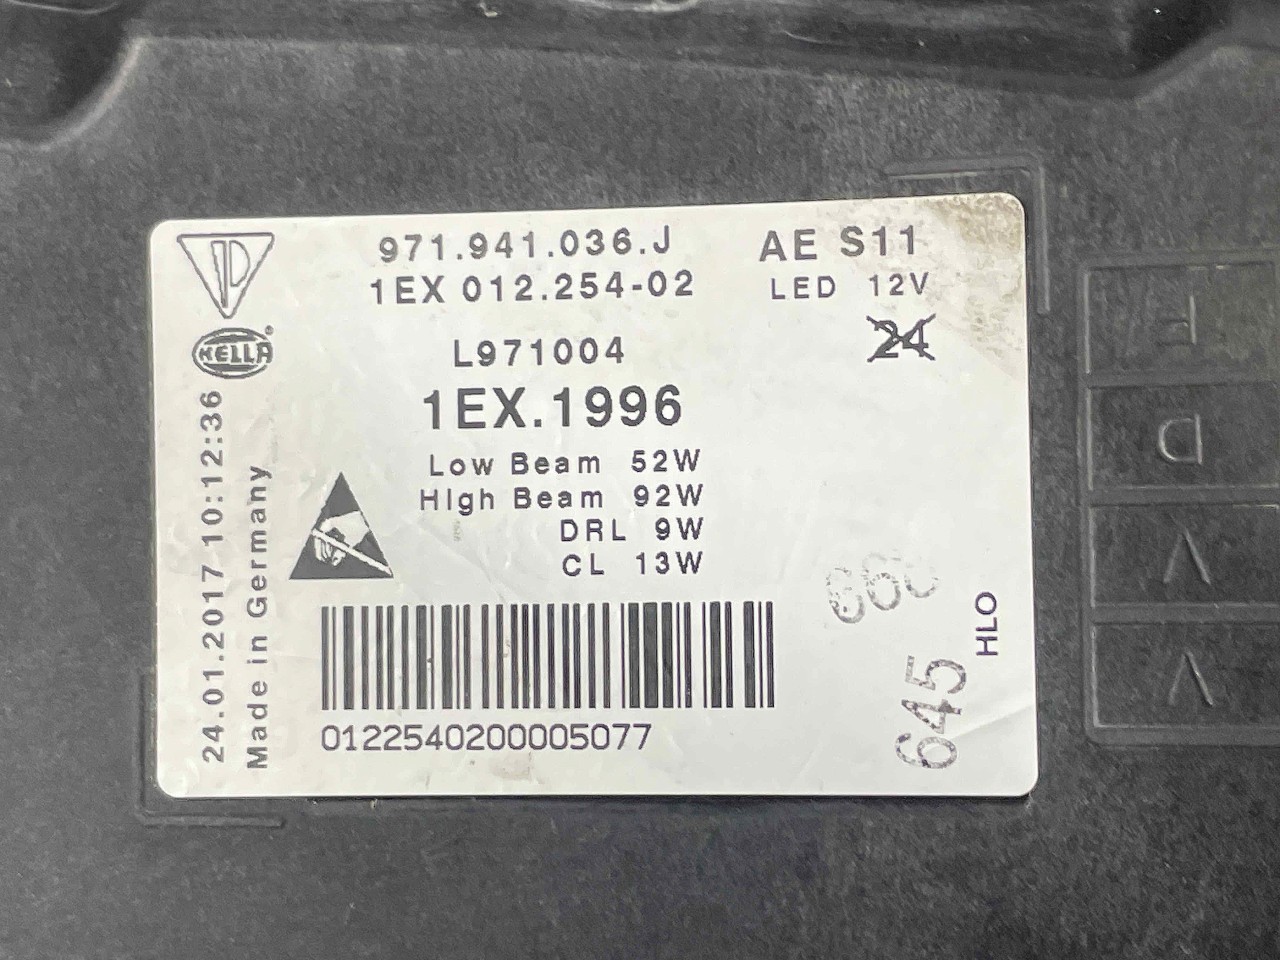 971.941.036.J
AE S11
1EX 012.254-02
LED 12V
HELLA
24
L971004
1EX.1996
Low Beam 52W
High Beam 92W
DRL 9W
CL 13W
24.01.2017 10:12:36
Made in Germany
0122540200005077
645
HLO